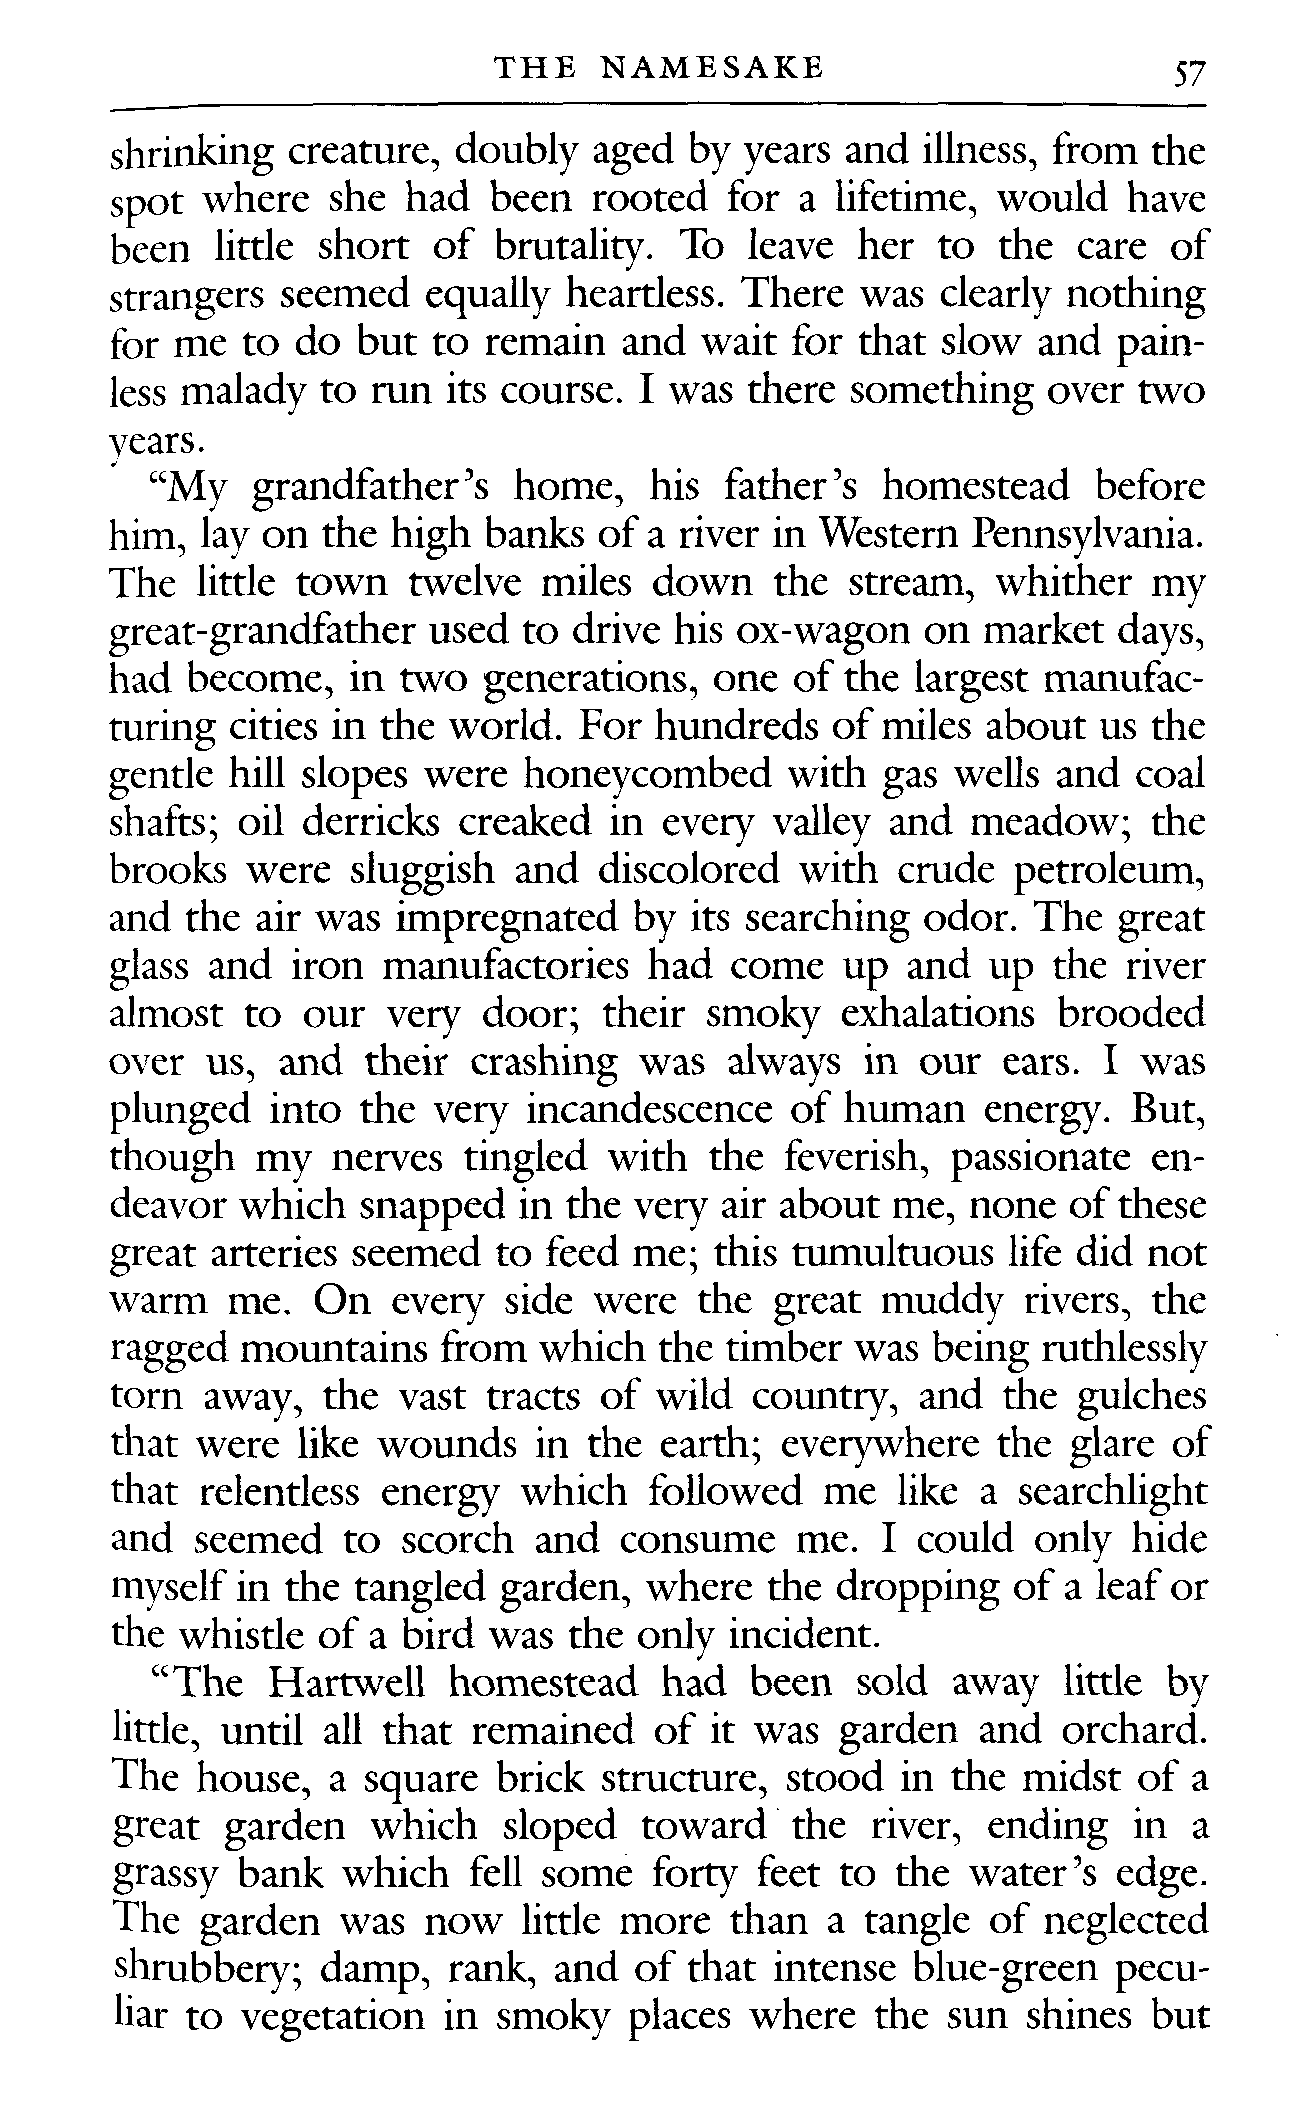 THE NAMESAKE 57
shrinking creature, doubly aged by years and illness, from the
spot where she had been rooted for a lifetime, would have
been little short of brutality. To leave her to the care of
strangers seemed equally heartless. There was clearly nothing
for me to do but to remain and wait for that slow and pain-
less malady to run its course. I was there something over two
years.
“My grandfather’s home, his father’s homestead before
him, lay on the high banks of a river in Western Pennsylvania.
The little town twelve miles down the stream, whither my
great-grandfather used to drive his ox-wagon on market days,
had become, in two generations, one of the largest manufac-
turing cities in the world. For hundreds of miles about us the
gentle hill slopes were honeycombed with gas wells and coal
shafts; oil derricks creaked in every valley and meadow; the
brooks were sluggish and discolored with crude petroleum,
and the air was impregnated by its searching odor. The great
glass and iron manufactories had come up and up the river
almost to our very door; their smoky exhalations brooded
over us, and their crashing was always in our ears. I was
plunged into the very incandescence of human energy. But,
though my nerves tingled with the feverish, passionate en-
deavor which snapped in the very air about me, none of these
great arteries seemed to feed me; this tumultuous life did not
warm me. On every side were the great muddy rivers, the
ragged mountains from which the timber was being ruthlessly
torn away, the vast tracts of wild country, and the gulches
that were like wounds in the earth; everywhere the glare of
that relentless energy which followed me like a searchlight
and seemed to scorch and consume me. I could only hide
myself in the tangled garden, where the dropping of a leaf or
the whistle of a bird was the only incident.
“The Hartwell homestead had been sold away little by
little, until all that remained of it was garden and orchard.
The house, a square brick structure, stood in the midst of a
great garden which sloped toward the river, ending in a
grassy bank which fell some forty feet to the water’s edge.
The garden was now little more than a tangle of neglected
shrubbery; damp, rank, and of that intense blue-green pecu-
liar to vegetation in smoky places where the sun shines but